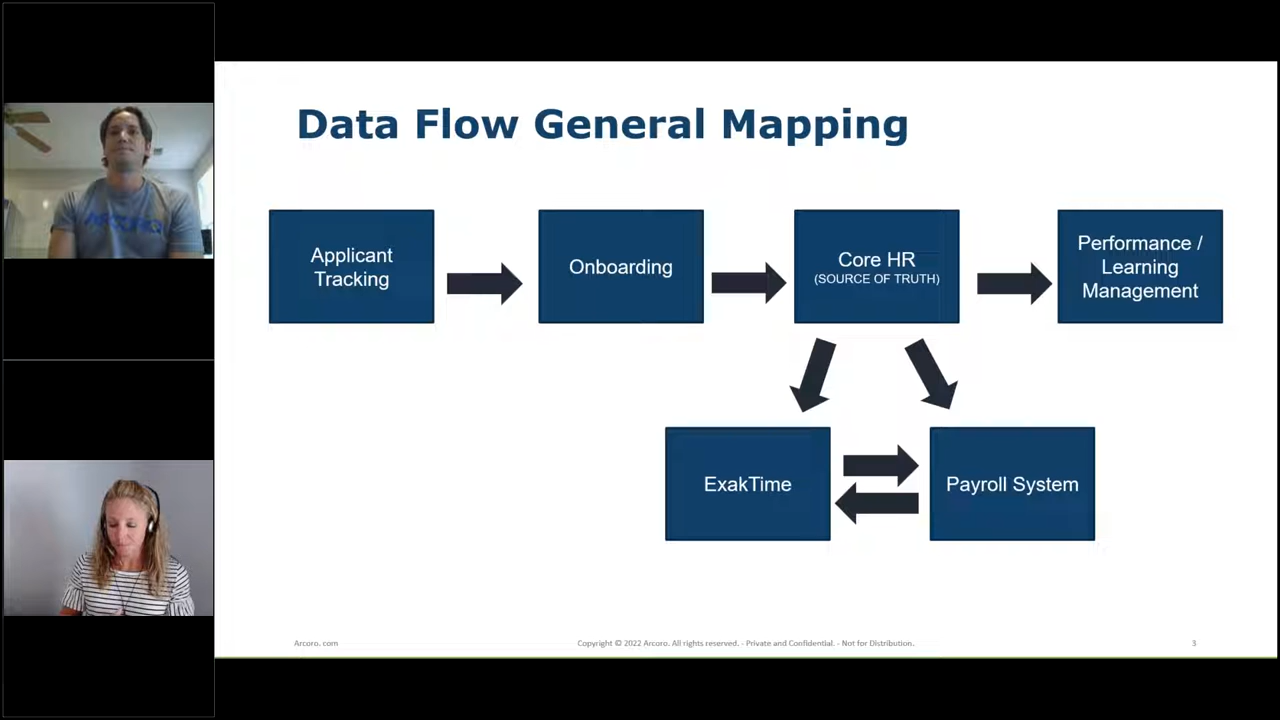 Data Flow General Mapping
Applicant
Tracking
Onboarding
Core HR
(SOURCE OF TRUTH)
Performance /
Learning
Management
ExakTime
Payroll System
ARCORO
Arcoro.com
Copyright © 2022 Arcoro. All rights reserved. - Private and Confidential. - Not for Distribution.
3